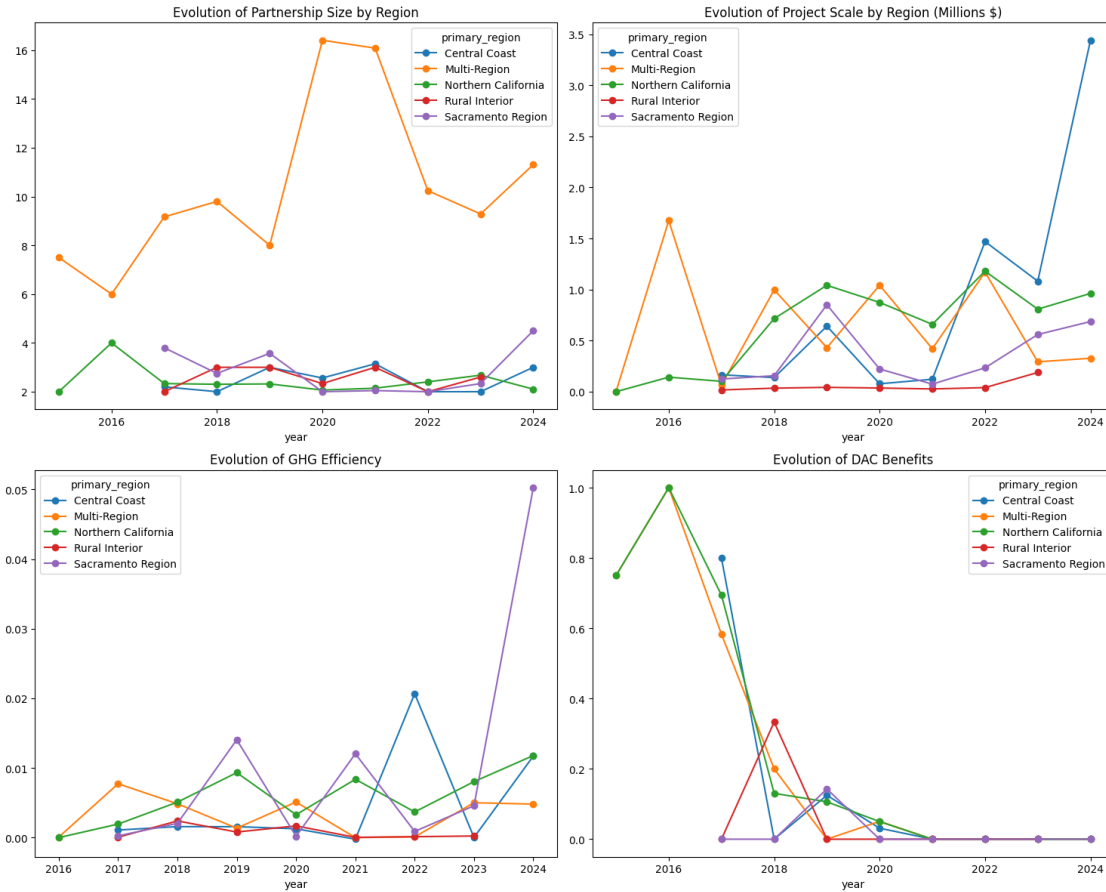 Evolution of Partnership Size by Region
16
14
12
10
8
6
4
2
primary_region
Central Coast
Multi-Region
Northern California
Rural Interior
Sacramento Region
2016
2018
2020
2022
2024
year
Evolution of Project Scale by Region (Millions $)
3.5
3.0
2.5
2.0
1.5
1.0
0.5
0.0
primary_region
Central Coast
Multi-Region
Northern California
Rural Interior
Sacramento Region
2016
2018
2020
2022
2024
year
Evolution of GHG Efficiency
0.05
0.04
0.03
0.02
0.01
0.00
primary_region
Central Coast
Multi-Region
Northern California
Rural Interior
Sacramento Region
2016
2017
2018
2019
2020
2021
2022
2023
2024
year
Evolution of DAC Benefits
1.0
0.8
0.6
0.4
0.2
0.0
primary_region
Central Coast
Multi-Region
Northern California
Rural Interior
Sacramento Region
2016
2018
2020
2022
2024
year